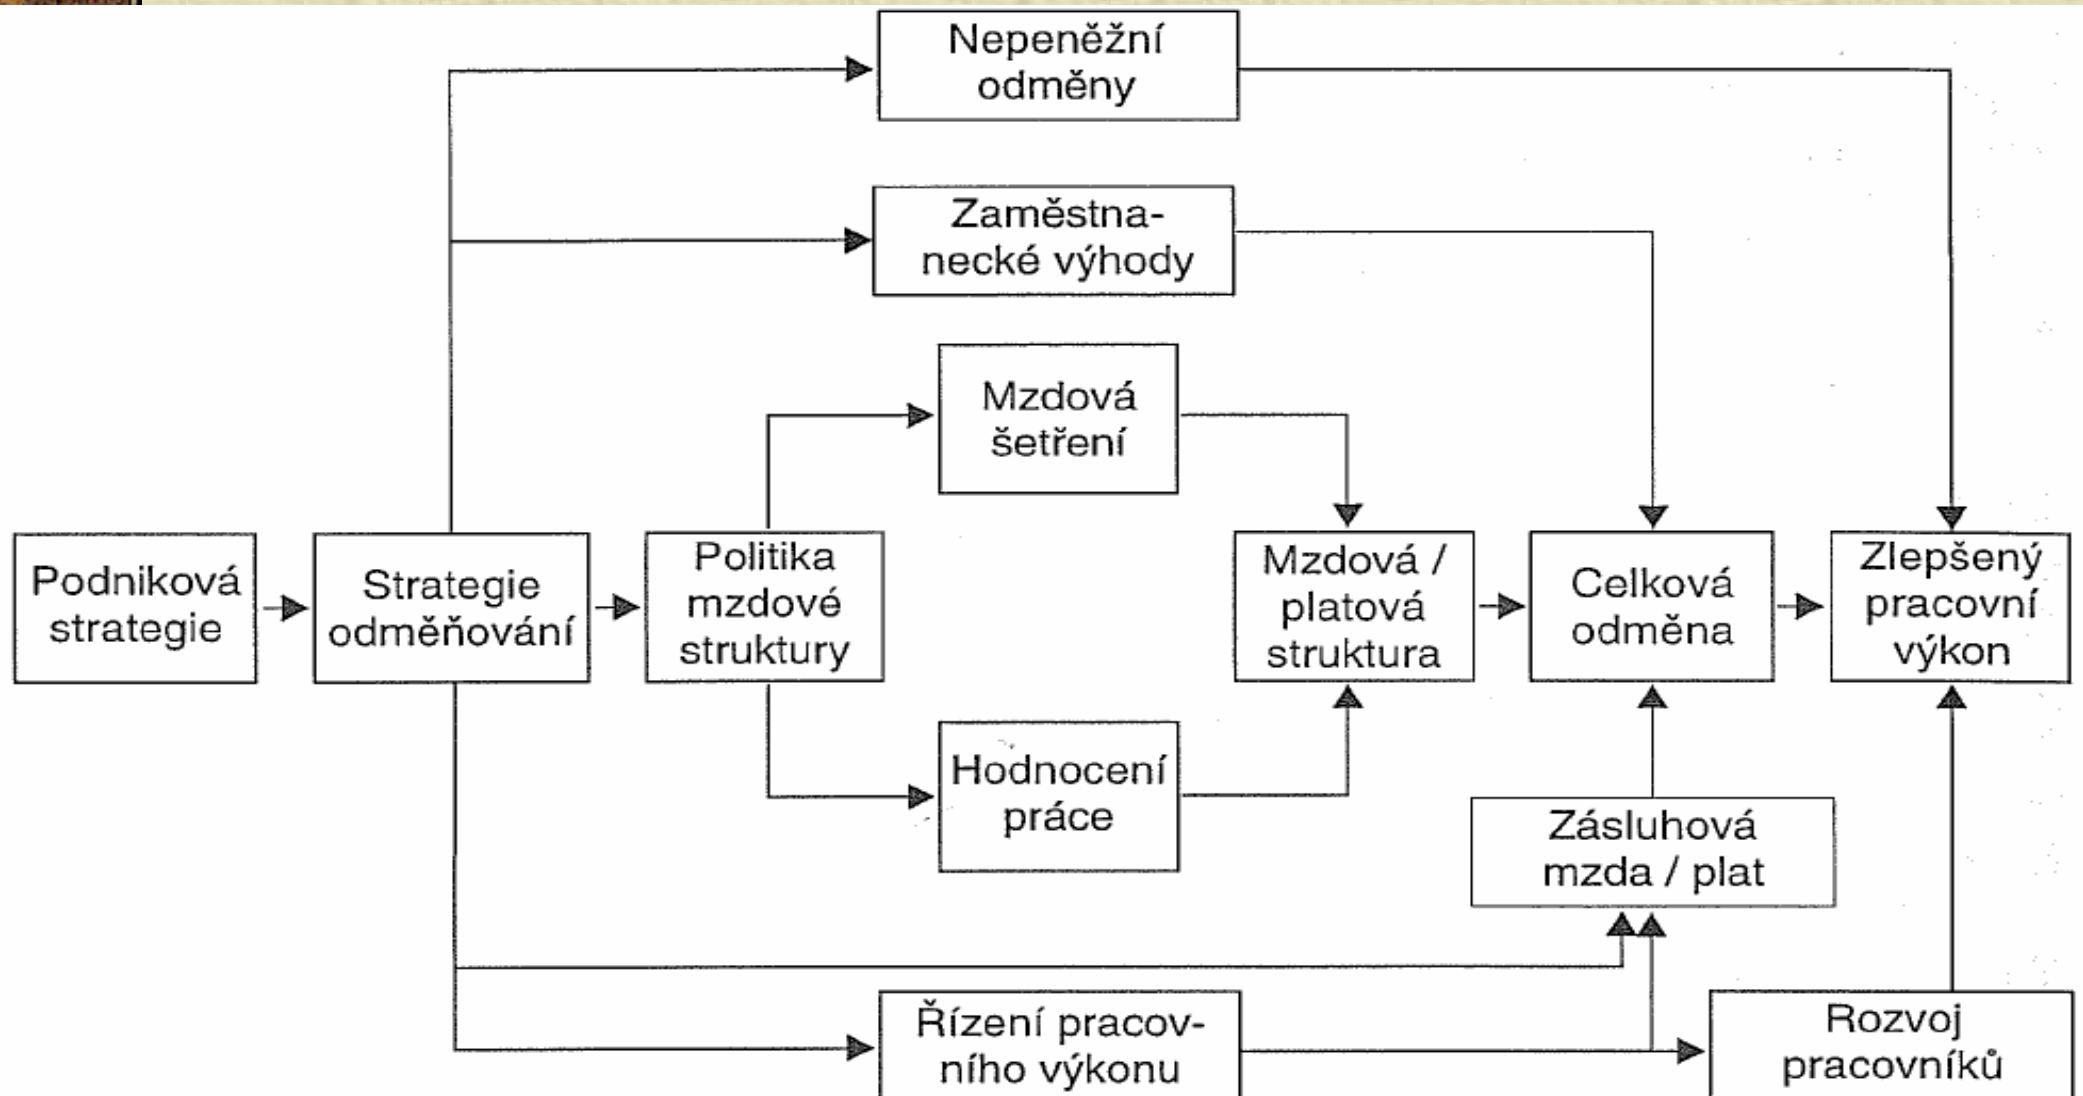 Nepeněžní
odměny
Zaměstna-
necké výhody
Mzdová
šetření
Podniková
strategie
Strategie
odměňování
Politika
mzdové
struktury
Mzdová /
platová
struktura
Celková
odměna
Zlepšený
pracovní
výkon
Hodnocení
práce
Zásluhová
mzda / plat
Řízení pracov-
ního výkonu
Rozvoj
pracovníků